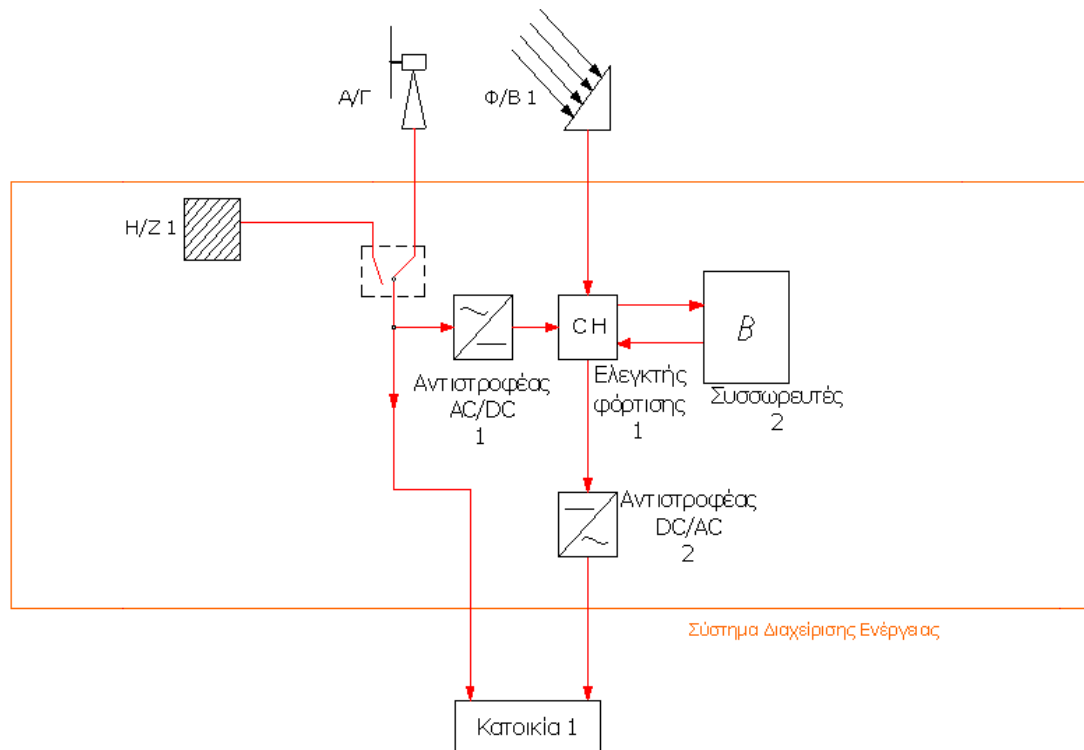 Α/Γ
Φ/Β 1
Η/Ζ 1
CH
B
Αντιστροφέας
AC/DC
1
Ελεγκτής
φόρτισης
1
Συσσωρευτές
2
Αντιστροφέας
DC/AC
2
Σύστημα Διαχείρισης Ενέργειας
Κατοικία 1